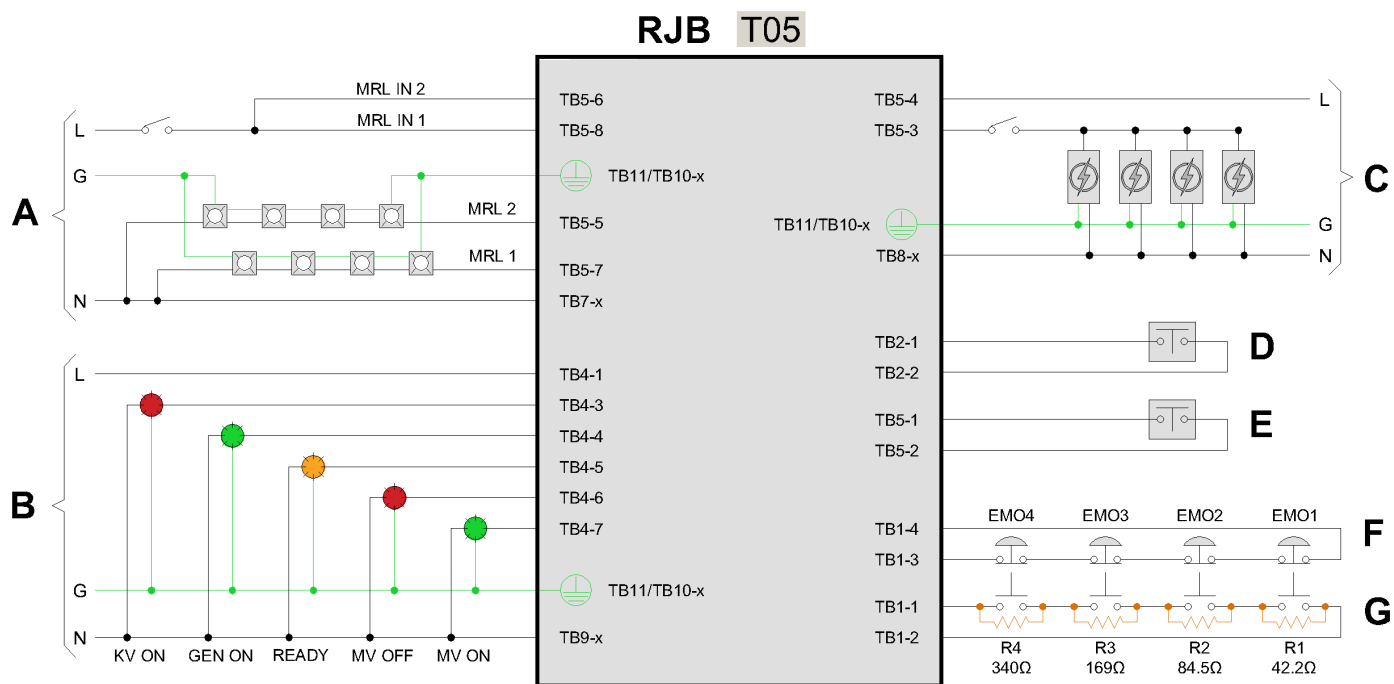 RJB T05
MRL IN 2
TB5-6
TB5-4
L
L
MRL IN 1
TB5-8
TB5-3
G
TB11/TB10-x
C
A
MRL 2
TB5-5
TB11/TB10-x
G
MRL 1
TB5-7
TB8-x
N
N
TB7-x
TB2-1
D
L
TB4-1
TB2-2
TB4-3
TB5-1
E
TB4-4
TB5-2
TB4-5
B
TB4-6
TB4-7
EMO4 EMO3 EMO2 EMO1
TB1-4
F
TB1-3
G
TB11/TB10-x
TB1-1
G
N
TB9-x
TB1-2
KV ON GEN ON READY MV OFF MV ON
R4 R3 R2 R1
340Ω 169Ω 84.5Ω 42.2Ω